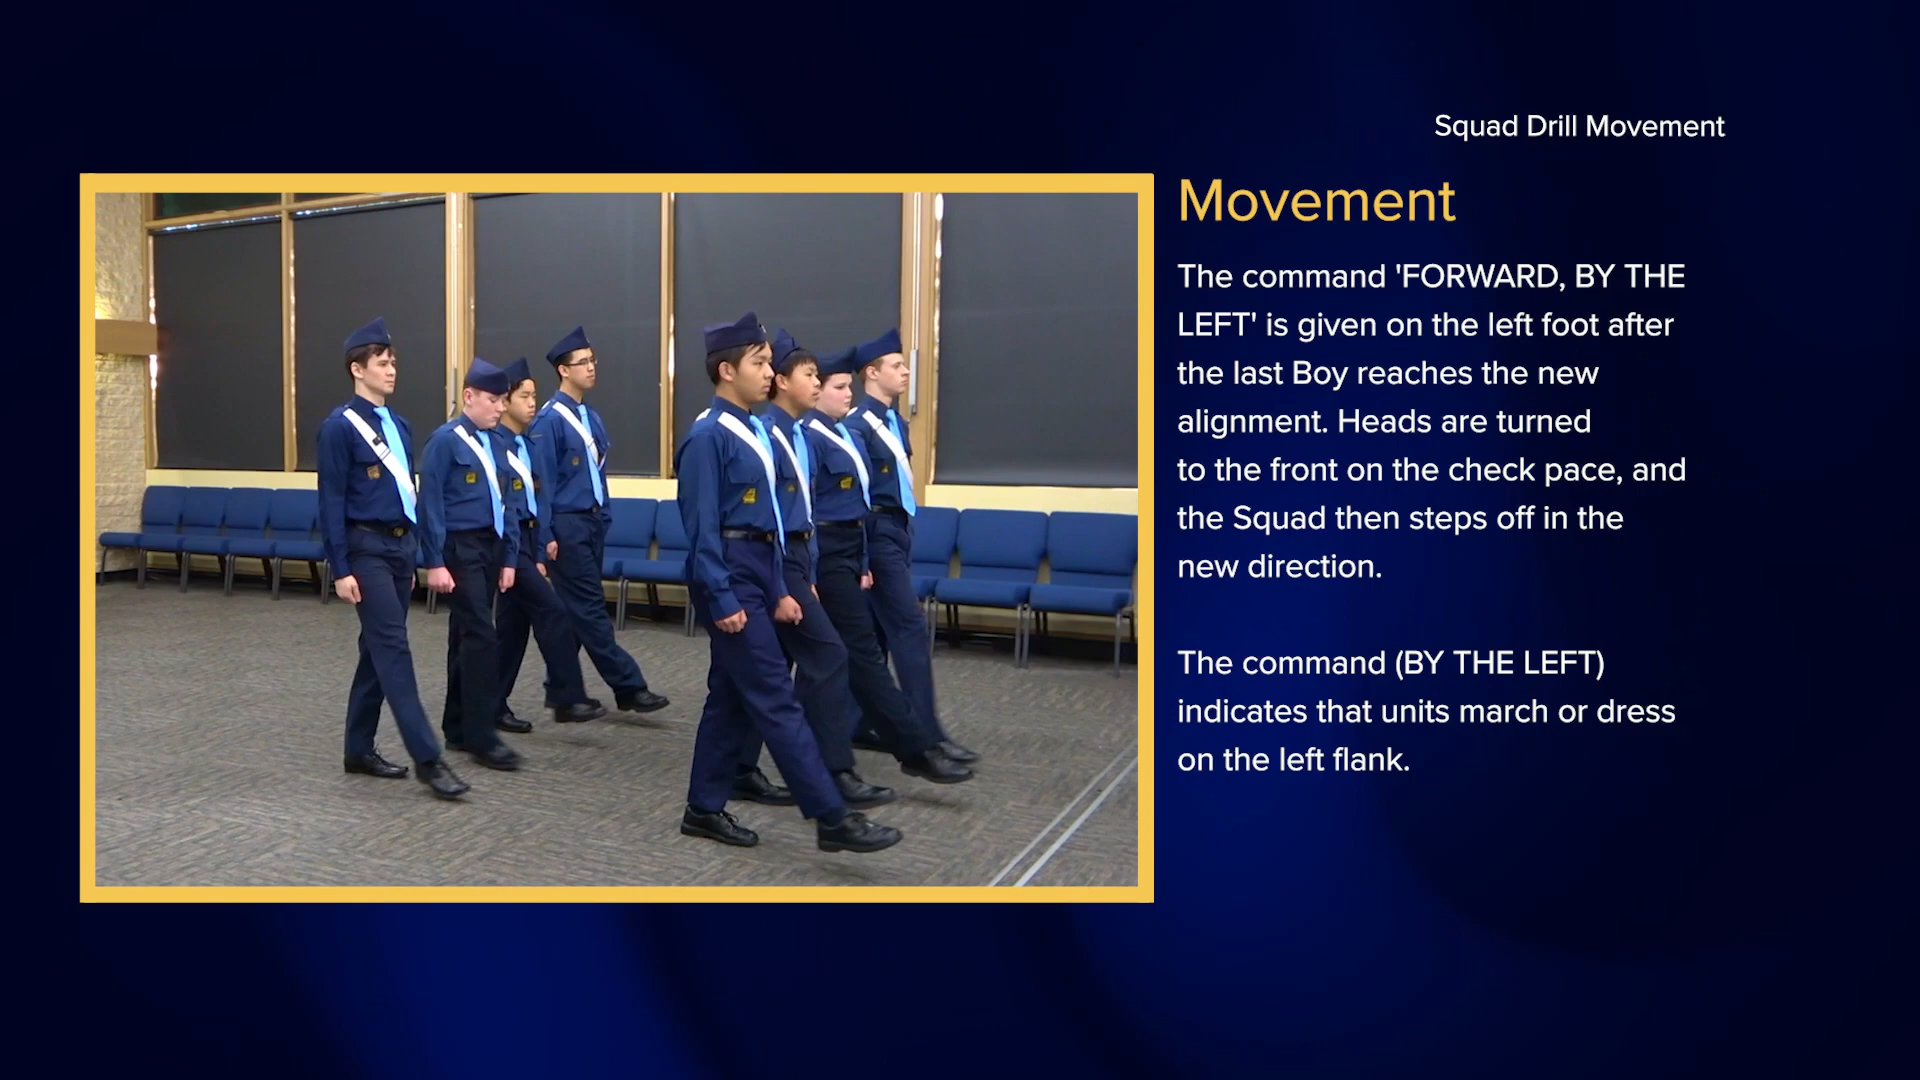 Squad Drill Movement
Movement
The command 'FORWARD, BY THE
LEFT' is given on the left foot after
the last Boy reaches the new
alignment. Heads are turned
to the front on the check pace, and
the Squad then steps off in the
new direction.
The command (BY THE LEFT)
indicates that units march or dress
on the left flank.